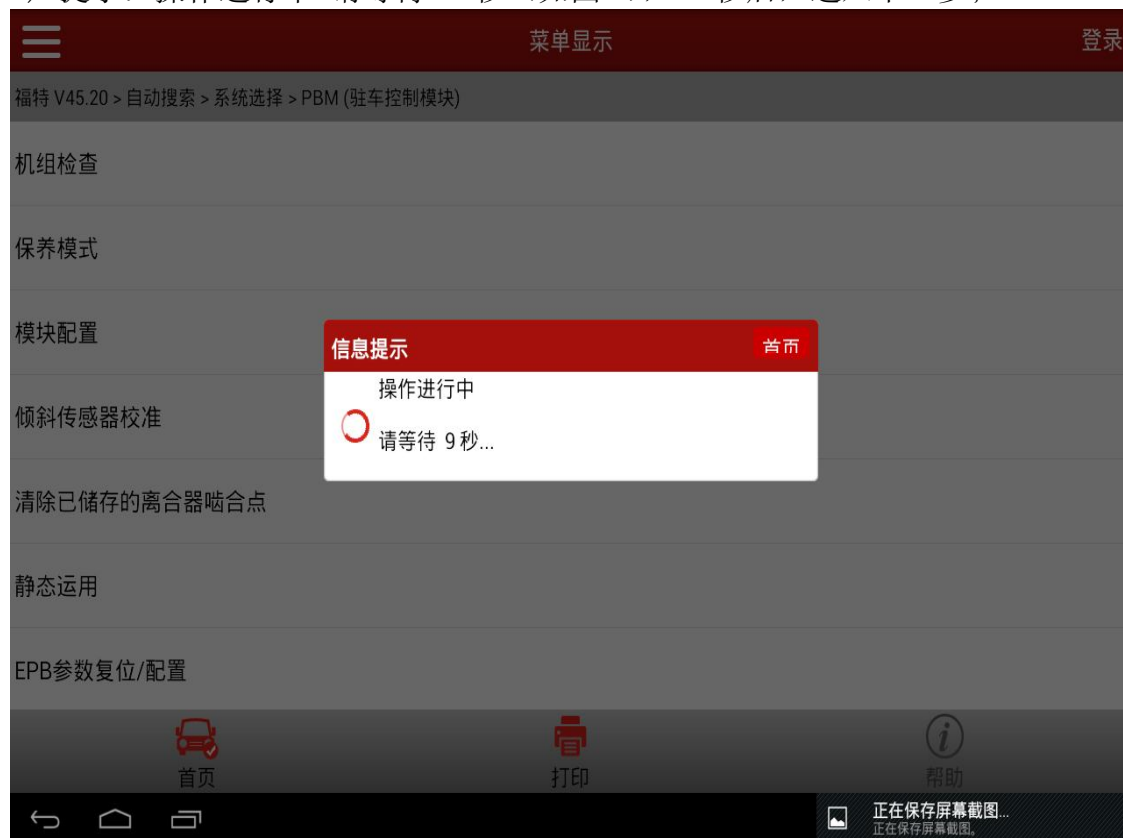 菜单显示
登录
福特 V45.20 > 自动搜索 > 系统选择 > PBM (驻车控制模块)
机组检查
保养模式
模块配置
信息提示
首页
操作进行中
请等待 9 秒...
倾斜传感器校准
清除已储存的离合器啮合点
静态运用
EPB参数复位/配置
首页
打印
帮助
正在保存屏幕截图...
正在保存屏幕截图。